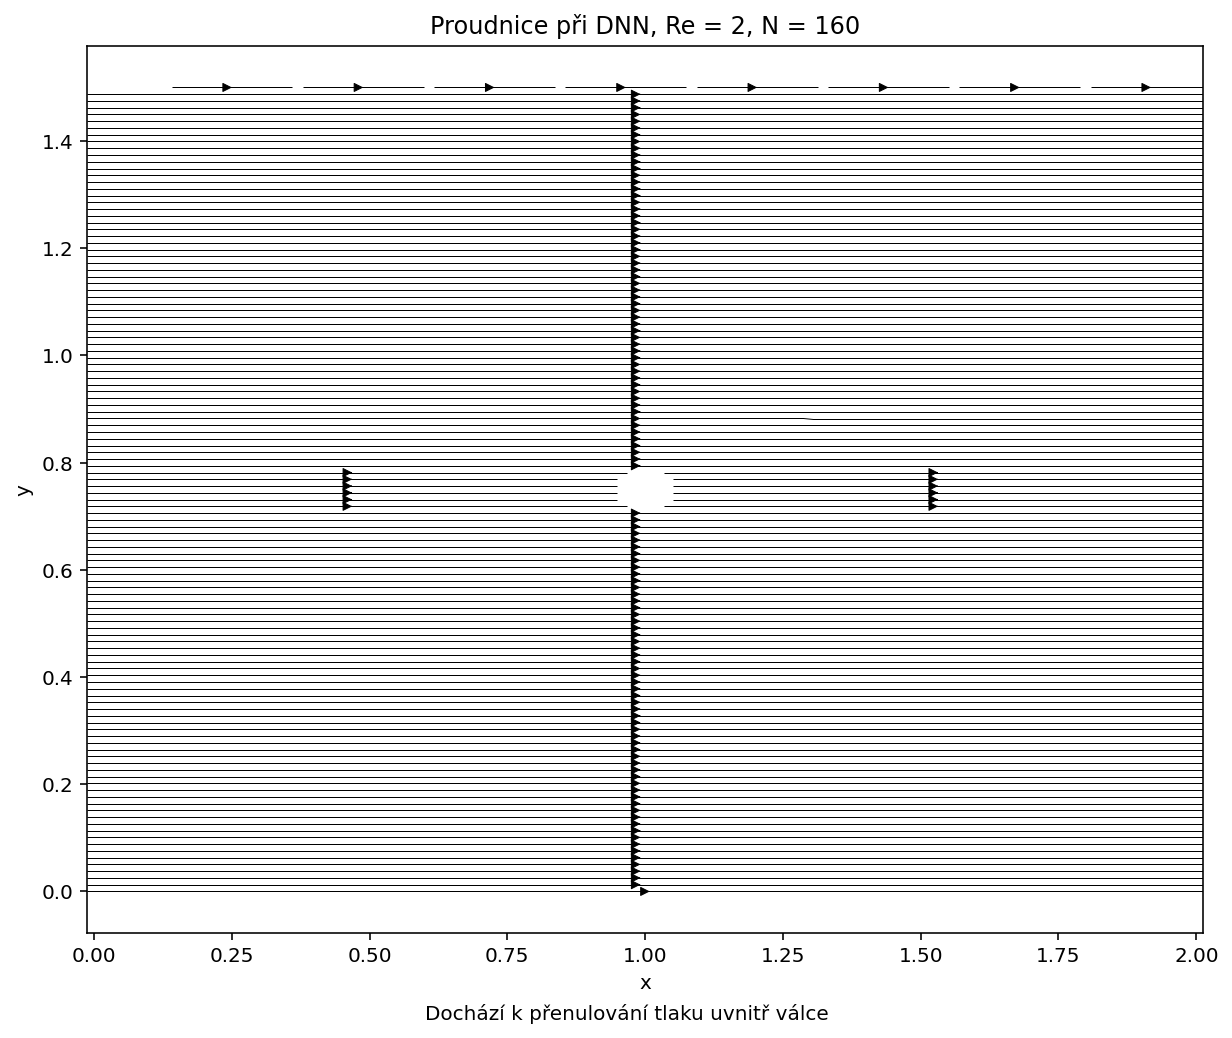 Proudnice při DNN, Re = 2, N = 160
1.4
1.2
1.0
0.8
0.6
0.4
0.2
0.0
y
0.00 0.25 0.50 0.75 1.00 1.25 1.50 1.75 2.00
x
Dochází k přenulování tlaku uvnitř válce